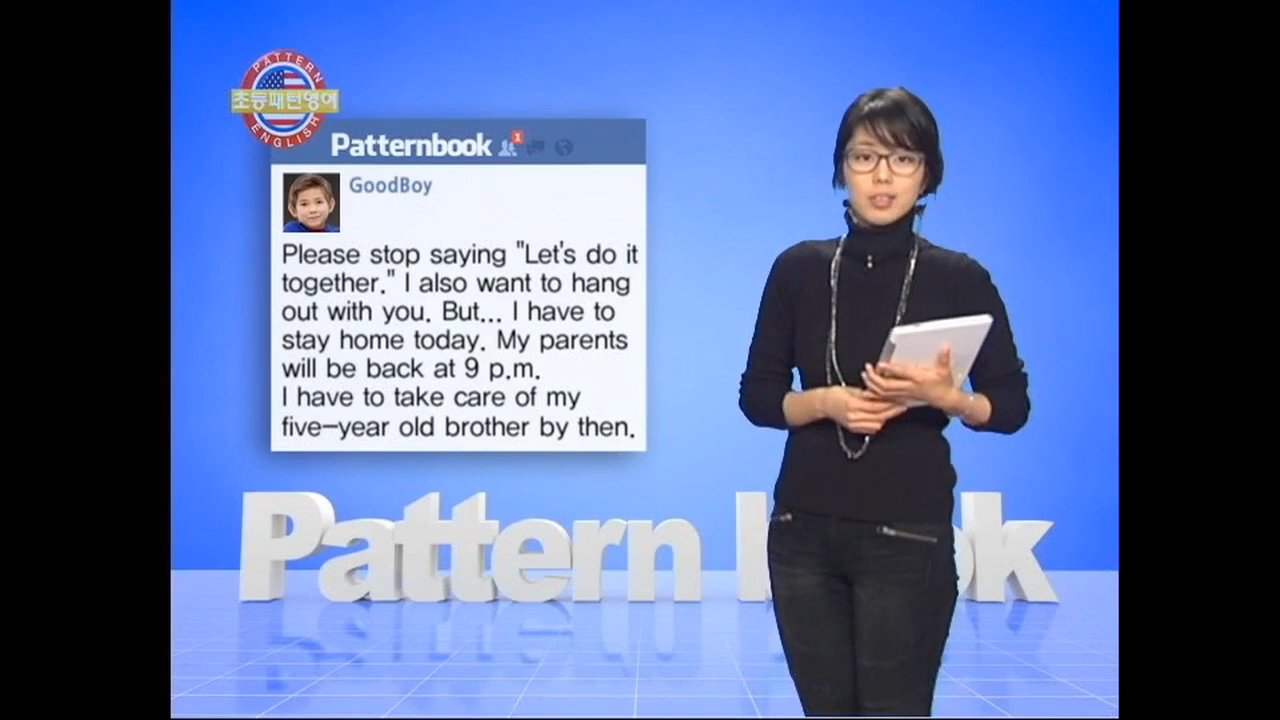 PATTERN
초등패턴영어
ENGLISH
Patternbook
1
GoodBoy
Please stop saying "Let's do it
together." I also want to hang
out with you. But... I have to
stay home today. My parents
will be back at 9 p.m.
I have to take care of my
five-year old brother by then.
Pattern